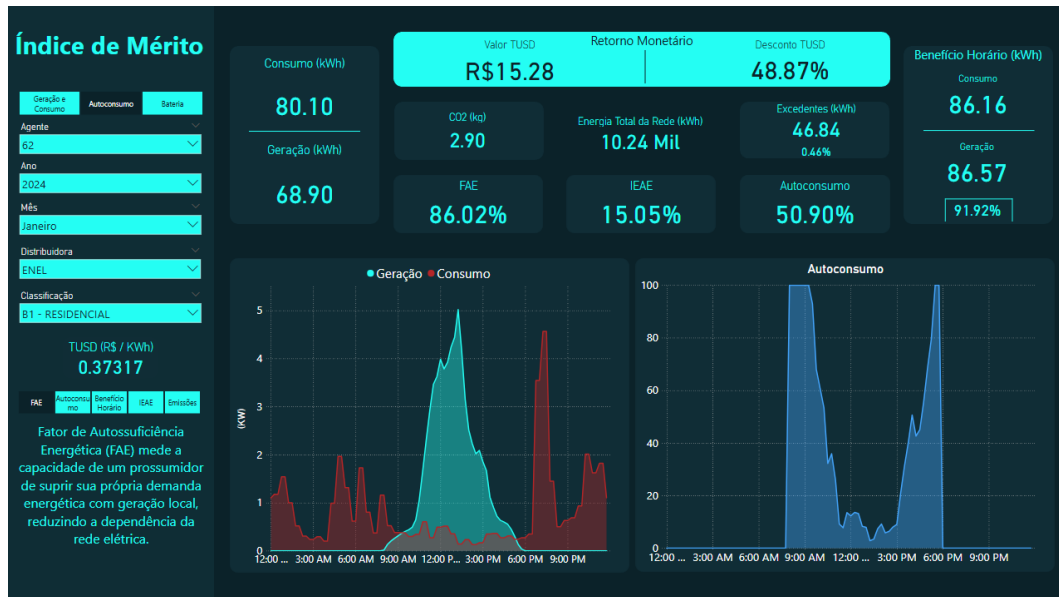 Índice de Mérito
Geração e
Consumo
Autoconsumo
Bateria
Agente
62
Ano
2024
Mês
Janeiro
Distribuidora
ENEL
Classificação
B1 - RESIDENCIAL
TUSD (R$ / KWh)
0.37317
FAE
Autoconsu
mo
Benefício
Horário
IEAE
Emissões
Fator de Autossuficiência
Energética (FAE) mede a
capacidade de um prossumidor
de suprir sua própria demanda
energética com geração local,
reduzindo a dependência da
rede elétrica.
Consumo (kWh)
80.10
Geração (kWh)
68.90
Retorno Monetário
Valor TUSD
R$15.28
Desconto TUSD
48.87%
CO2 (kg)
2.90
Energia Total da Rede (kWh)
10.24 Mil
Excedentes (kWh)
46.84
0.46%
FAE
86.02%
IEAE
15.05%
Autoconsumo
50.90%
Benefício Horário (kWh)
Consumo
86.16
Geração
86.57
91.92%
Geração Consumo
(KW)
5
4
3
2
1
0
12:00 ... 3:00 AM 6:00 AM 9:00 AM 12:00 P... 3:00 PM 6:00 PM 9:00 PM
Autoconsumo
100
80
60
40
20
0
12:00 ... 3:00 AM 6:00 AM 9:00 AM 12:00 ... 3:00 PM 6:00 PM 9:00 PM